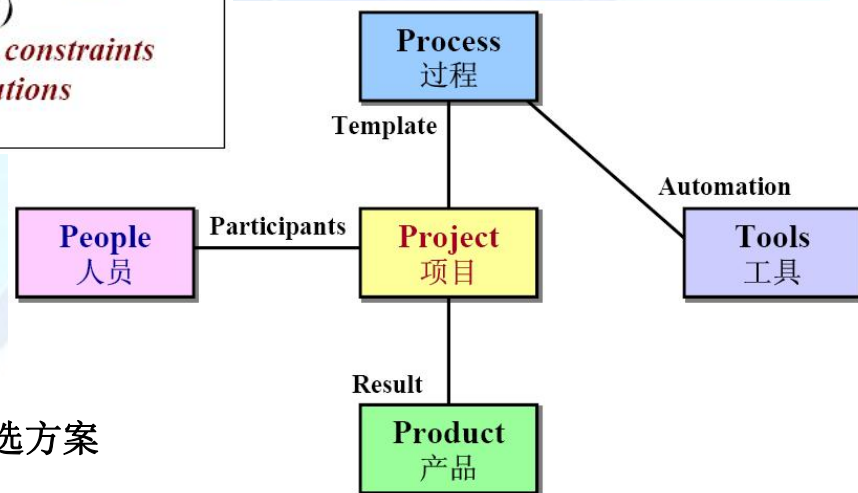 )
constraints
Process
过程
Template
Automation
People
人员
Participants
Project
项目
Tools
工具
Result
Product
产品
选方案